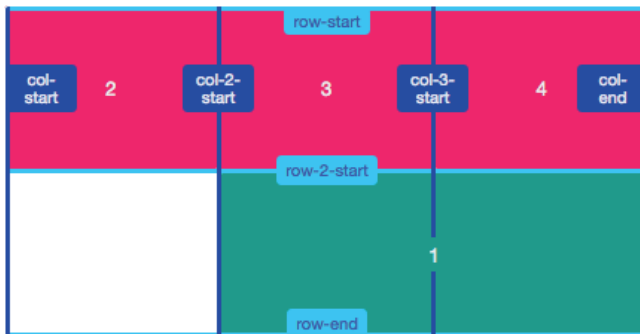 row-start
col-
start
2
col-2-
start
3
col-3-
start
4
col-
end
row-2-start
1
row-end